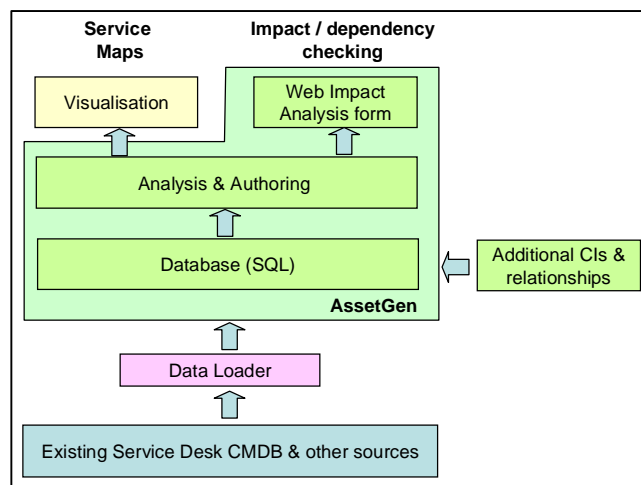 Service
Maps
Impact / dependency
checking
Visualisation
Web Impact
Analysis form
Analysis & Authoring
Database (SQL)
Additional CIs &
relationships
AssetGen
Data Loader
Existing Service Desk CMDB & other sources